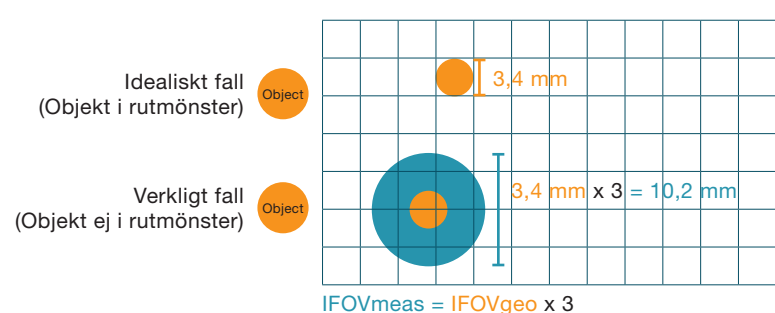 Idealiskt fall
(Objekt i rutmönster)
Object
3,4 mm
Verkligt fall
(Objekt ej i rutmönster)
Object
3,4 mm x 3 = 10,2 mm
IFOVmeas = IFOVgeo x 3